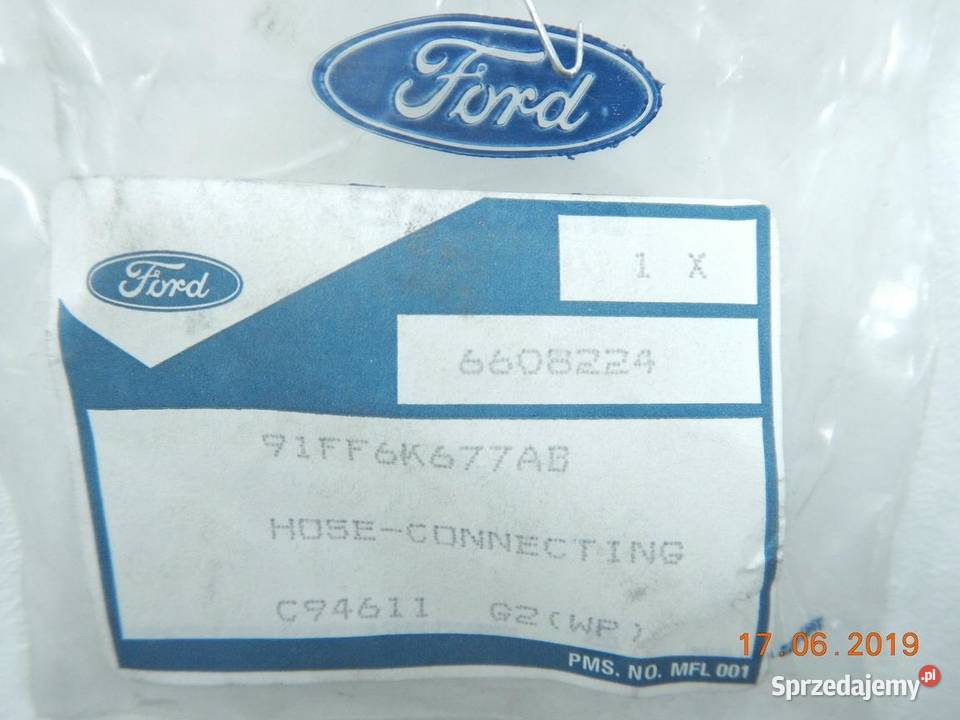 Ford
Ford
1 X
6608224
91FF6K677AB
HOSE-CONNECTING
C94611 G2(WP)
PMS. NO. MFL 001
17.06.2019
Sprzedajemy.pl